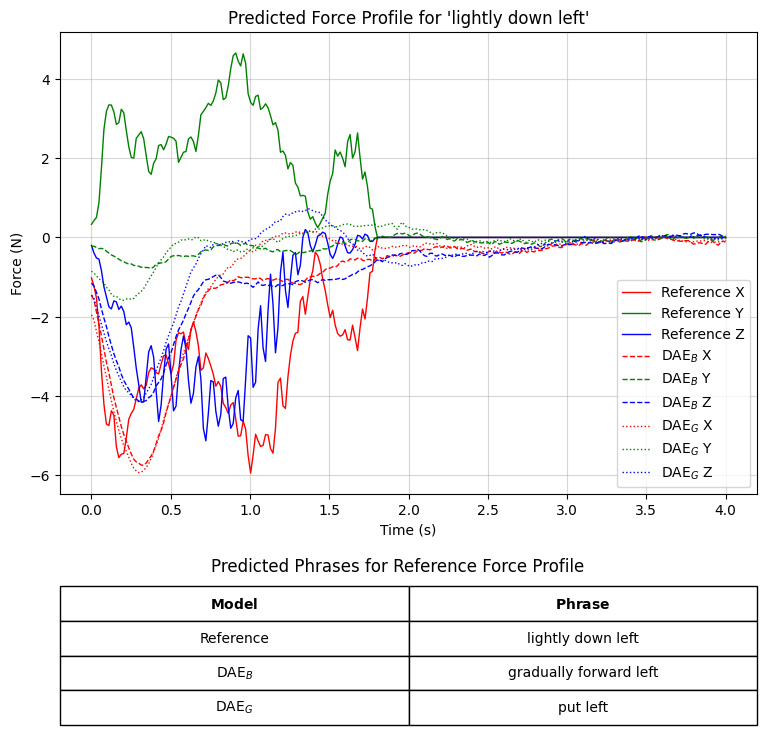 Predicted Force Profile for 'lightly down left'
Force (N)
4
2
0
−2
−4
−6
Reference X
Reference Y
Reference Z
DAE_B X
DAE_B Y
DAE_B Z
DAE_G X
DAE_G Y
DAE_G Z
0.0 0.5 1.0 1.5 2.0 2.5 3.0 3.5 4.0
Time (s)
Predicted Phrases for Reference Force Profile
Model Phrase
Reference lightly down left
DAE_B gradually forward left
DAE_G put left